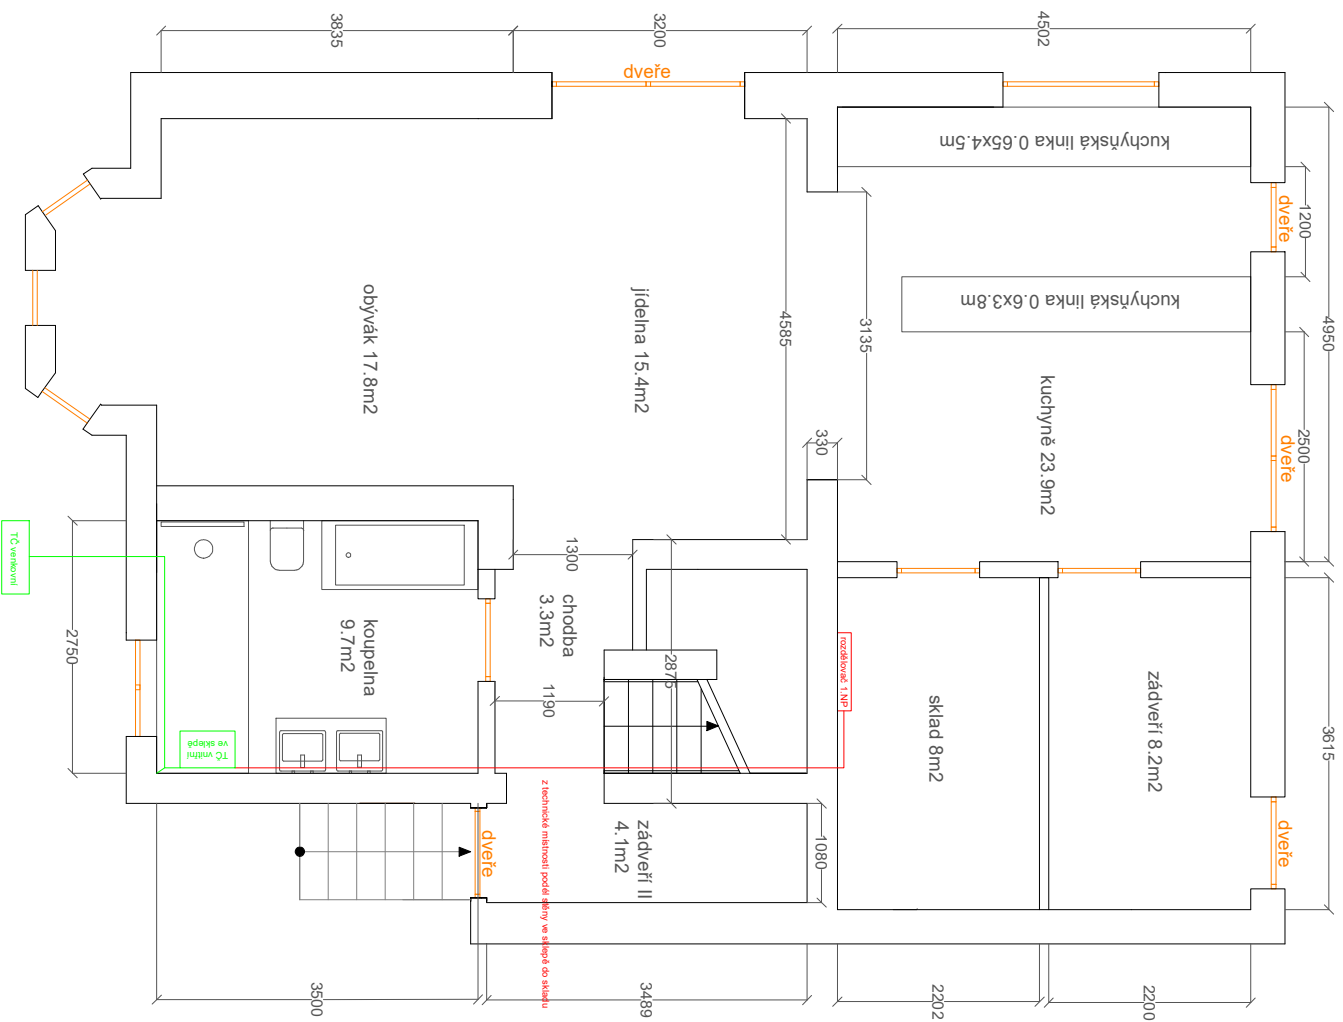 3835
3200
4502
dveře
kuchyňská linka 0.65x4.5m
dveře
1200
kuchyňská linka 0.6x3.8m
4950
obývák 17.8m2
jídelna 15.4m2
4585
3135
kuchyně 23.9m2
330
dveře
2500
TČ venkovní
2750
1300
chodba
3.3m2
koupelna
9.7m2
1190
2875
rozdělovač 1.NP
sklad 8m2
zádveří 8.2m2
3615
TČ vnitřní
ve sklepě
z technické místnosti podél stěny ve sklepě do skladu
dveře
zádveří II
4.1m2
1080
dveře
3500
3489
2202
2200